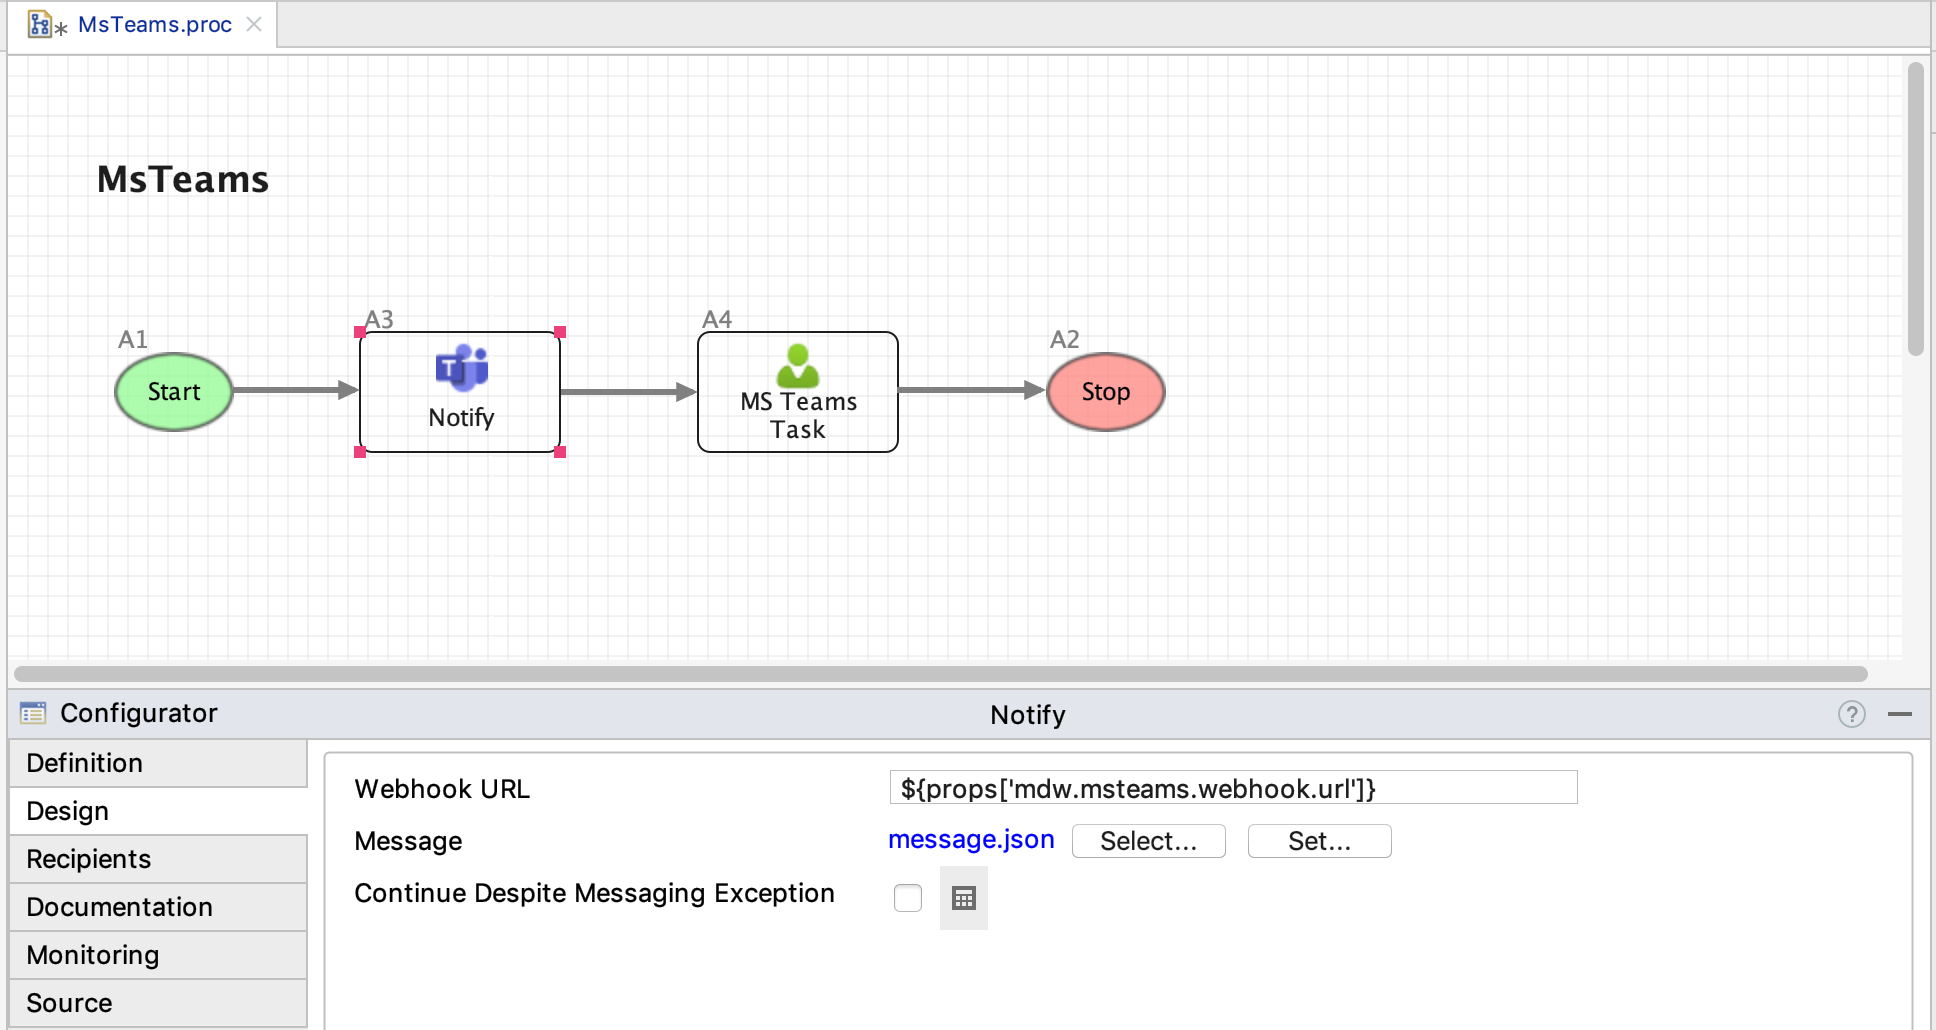 * MsTeams.proc
MsTeams
A1
A3
A4
A2
Start
T
Notify
MS Teams
Task
Stop
Configurator
Notify
?
Definition
Design
Recipients
Documentation
Monitoring
Source
Webhook URL
${props['mdw.msteams.webhook.url']}
Message
message.json
Select...
Set...
Continue Despite Messaging Exception